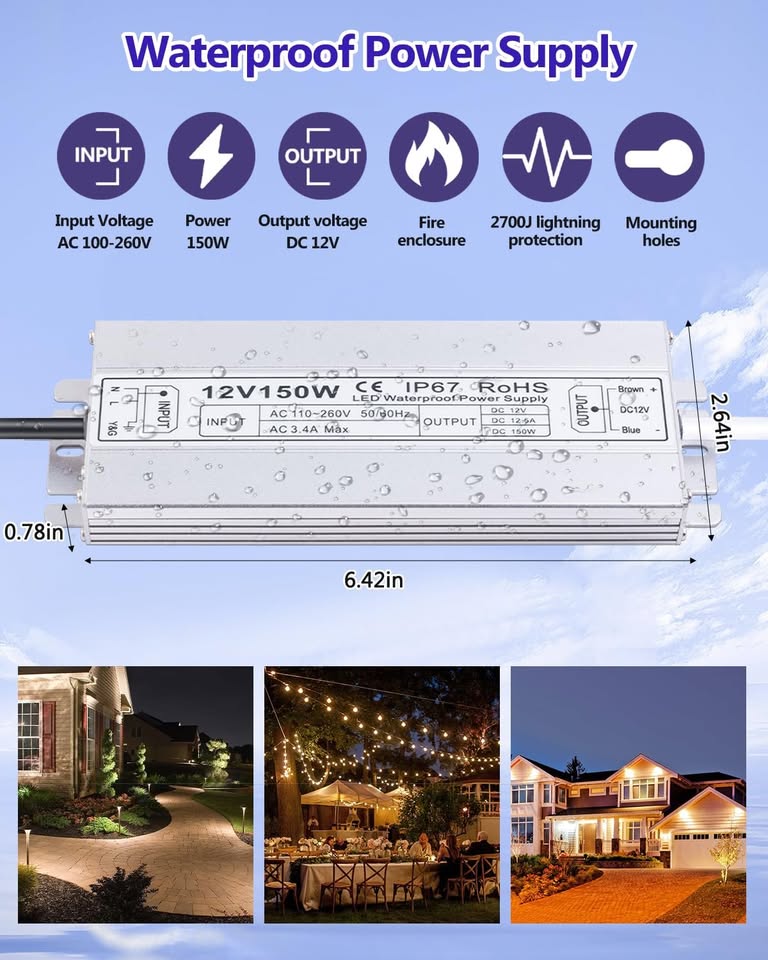 Waterproof Power Supply
INPUT
OUTPUT
Input Voltage
AC 100-260V
Power
150W
Output voltage
DC 12V
Fire
enclosure
2700J lightning
protection
Mounting
holes
N
L
Y&G
INPUT
12V150W CE IP67 RoHS
LED Waterproof Power Supply
INPUT
AC 110~260V 50/60Hz
AC 3.4A Max
OUTPUT
DC 12V
DC 12.5A
DC 150W
OUTPUT
Brown +
DC12V
Blue -
2.64in
0.78in
6.42in